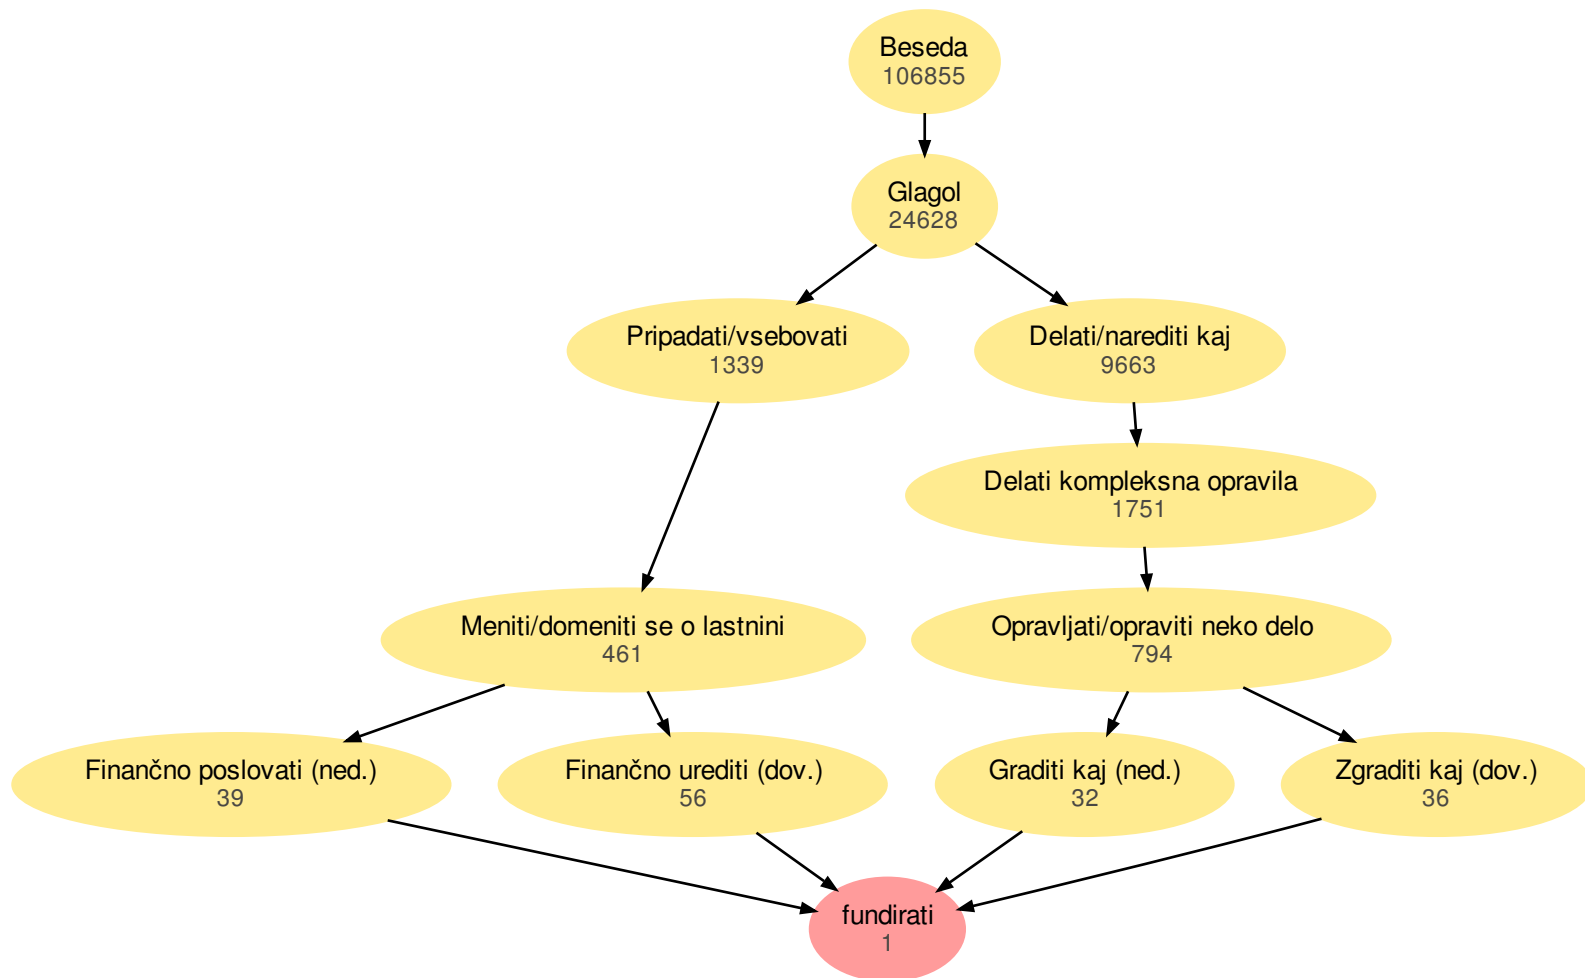 Beseda
106855
Glagol
24628
Pripadati/vsebovati
1339
Delati/narediti kaj
9663
Delati kompleksna opravila
1751
Meniti/domeniti se o lastnini
461
Opravljati/opraviti neko delo
794
Finančno poslovati (ned.)
39
Finančno urediti (dov.)
56
Graditi kaj (ned.)
32
Zgraditi kaj (dov.)
36
fundirati
1